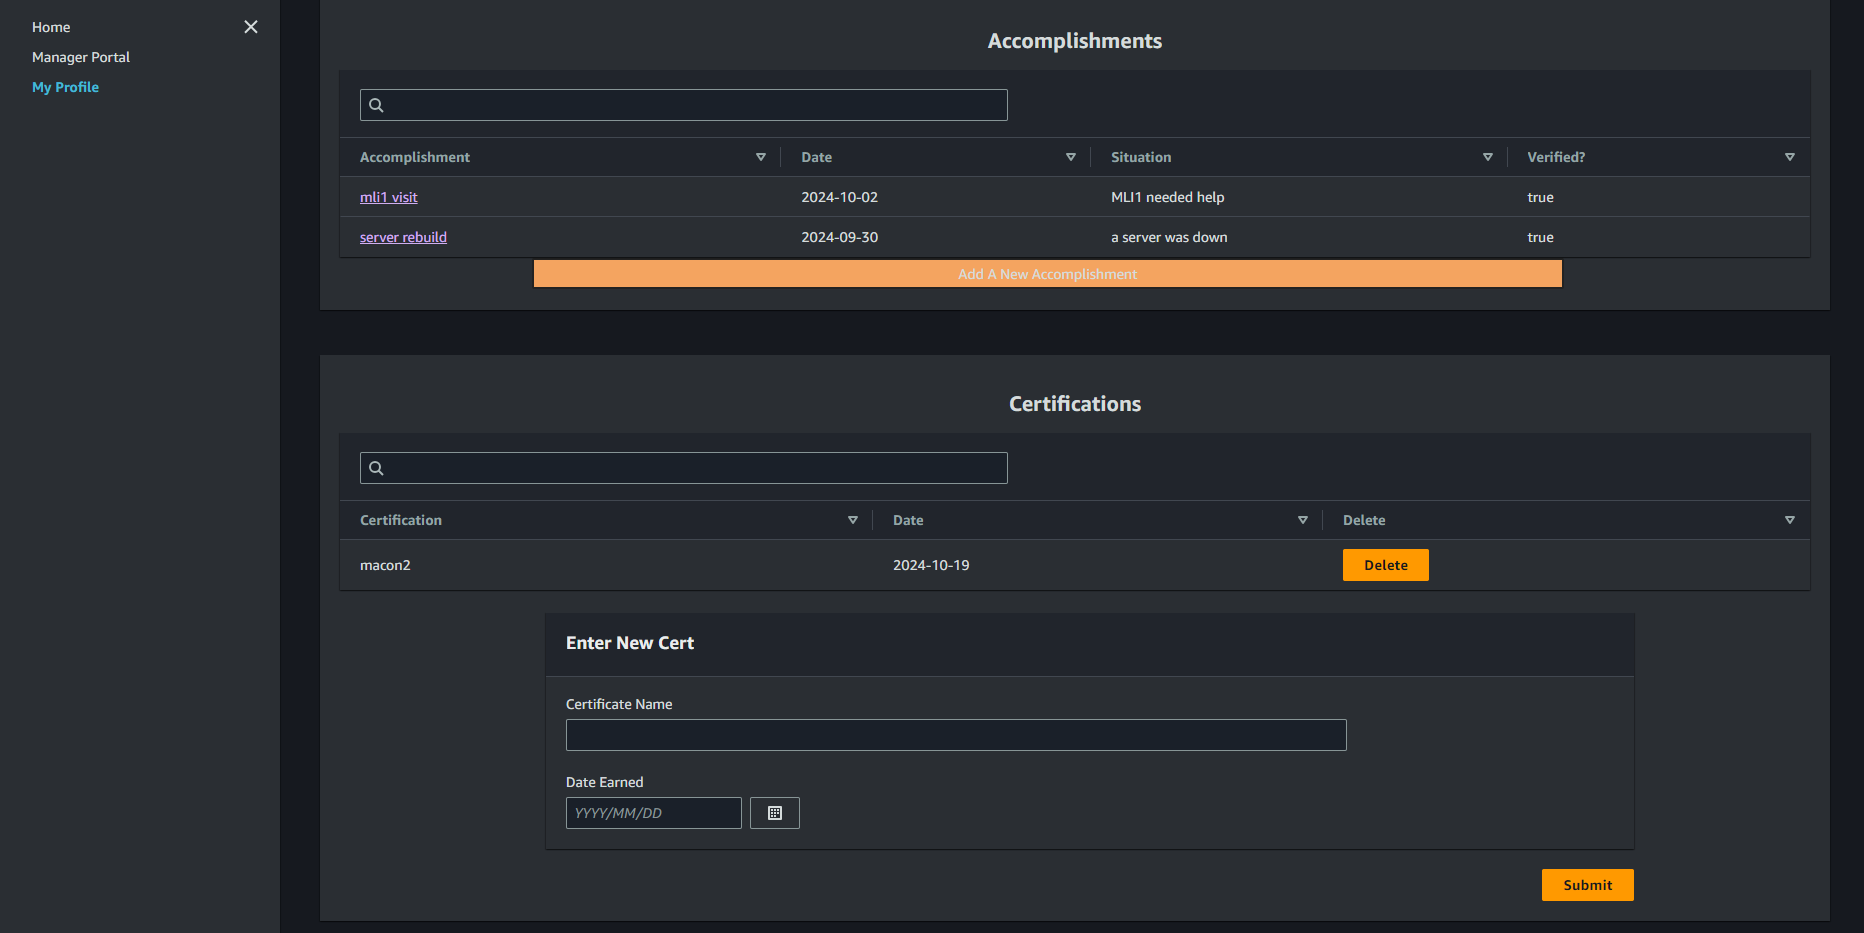 Home
Manager Portal
My Profile
Accomplishments
Accomplishment Date Situation Verified?
mli1 visit 2024-10-02 MLI1 needed help true
server rebuild 2024-09-30 a server was down true
Add A New Accomplishment
Certifications
Certification Date Delete
macon2 2024-10-19 Delete
Enter New Cert
Certificate Name
Date Earned
YYYY/MM/DD
Submit